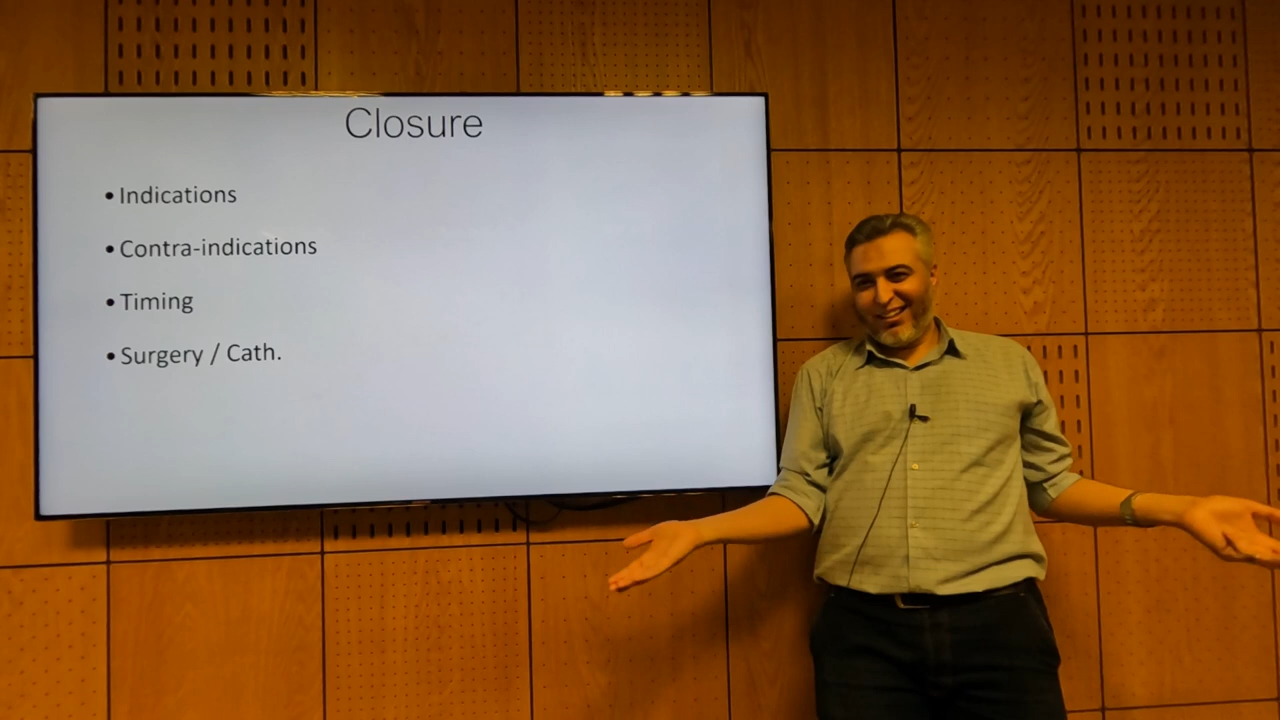 Closure
• Indications
• Contra-indications
• Timing
• Surgery / Cath.